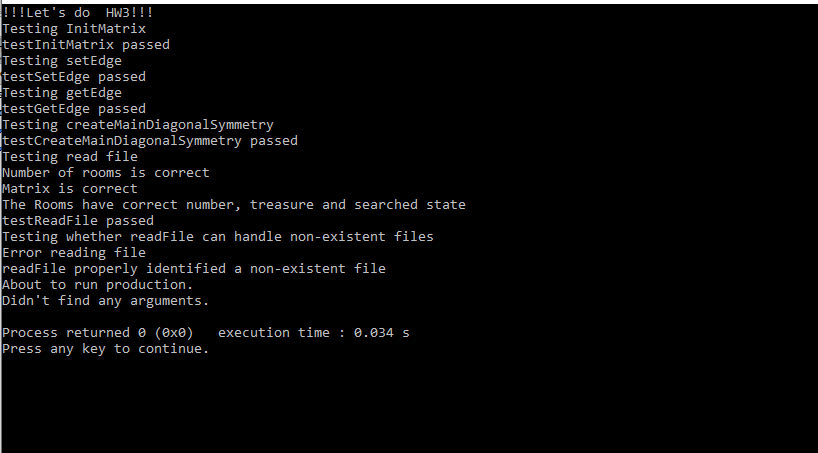 !!!Let's do  HW3!!!
Testing InitMatrix
testInitMatrix passed
Testing setEdge
testSetEdge passed
Testing getEdge
testGetEdge passed
Testing createMainDiagonalSymmetry
testCreateMainDiagonalSymmetry passed
Testing read file
Number of rooms is correct
Matrix is correct
The Rooms have correct number, treasure and searched state
testReadFile passed
Testing whether readFile can handle non-existent files
Error reading file
readFile properly identified a non-existent file
About to run production.
Didn't find any arguments.
Process returned 0 (0x0)   execution time : 0.034 s
Press any key to continue.